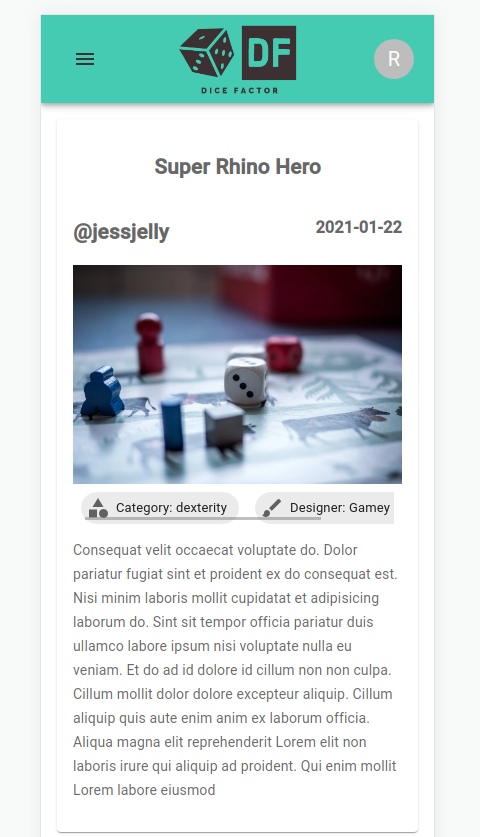 DF
DICE FACTOR
R
Super Rhino Hero
@jessjelly
2021-01-22
Category: dexterity
Designer: Gamey
Consequat velit occaecat voluptate do. Dolor
pariatur fugiat sint et proident ex do consequat est.
Nisi minim laboris mollit cupidatat et adipisicing
laborum do. Sint sit tempor officia pariatur duis
ullamco labore ipsum nisi voluptate nulla eu
veniam. Et do ad id dolore id cillum non non culpa.
Cillum mollit dolor dolore excepteur aliquip. Cillum
aliquip quis aute enim anim ex laborum officia.
Aliqua magna elit reprehenderit Lorem elit non
laboris irure qui aliquip ad proident. Qui enim mollit
Lorem labore eiusmod